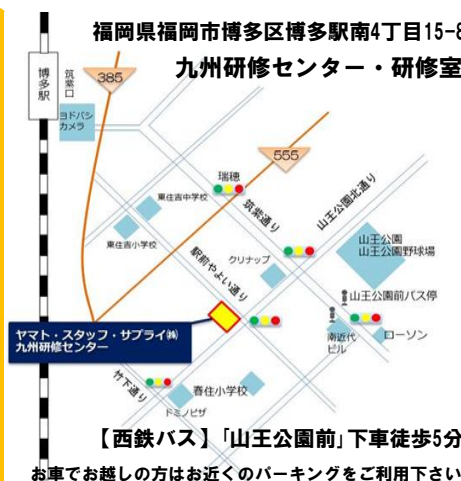 福岡県福岡市博多区博多駅南4丁目15-8
九州研修センター・研修室
博多駅
筑紫口
385
ヨドバシ
カメラ
555
瑞穂
東住吉中学校
筑紫通り
山王公園北通り
東住吉小学校
駅前やよい通り
クリナップ
山王公園
山王公園野球場
山王公園前バス停
ヤマト・スタッフ・サプライ㈱
九州研修センター
南近代
ビル
ローソン
竹下通り
春住小学校
ドミノピザ
【西鉄バス】「山王公園前」下車徒歩5分
お車でお越しの方はお近くのパーキングをご利用下さい